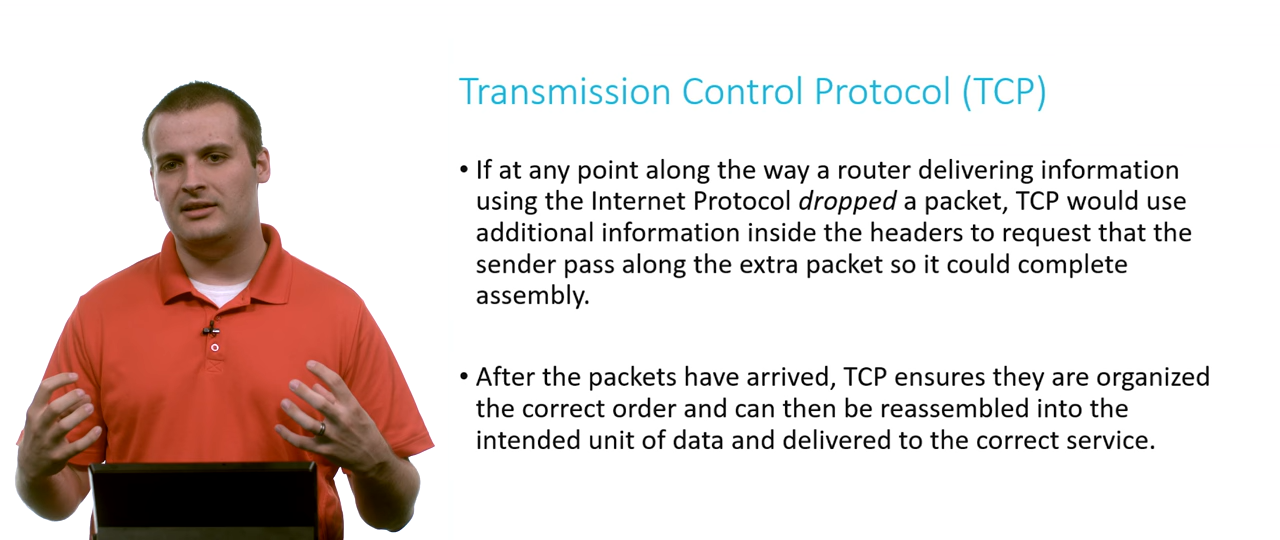 Transmission Control Protocol (TCP)
• If at any point along the way a router delivering information
using the Internet Protocol dropped a packet, TCP would use
additional information inside the headers to request that the
sender pass along the extra packet so it could complete
assembly.
• After the packets have arrived, TCP ensures they are organized
the correct order and can then be reassembled into the
intended unit of data and delivered to the correct service.